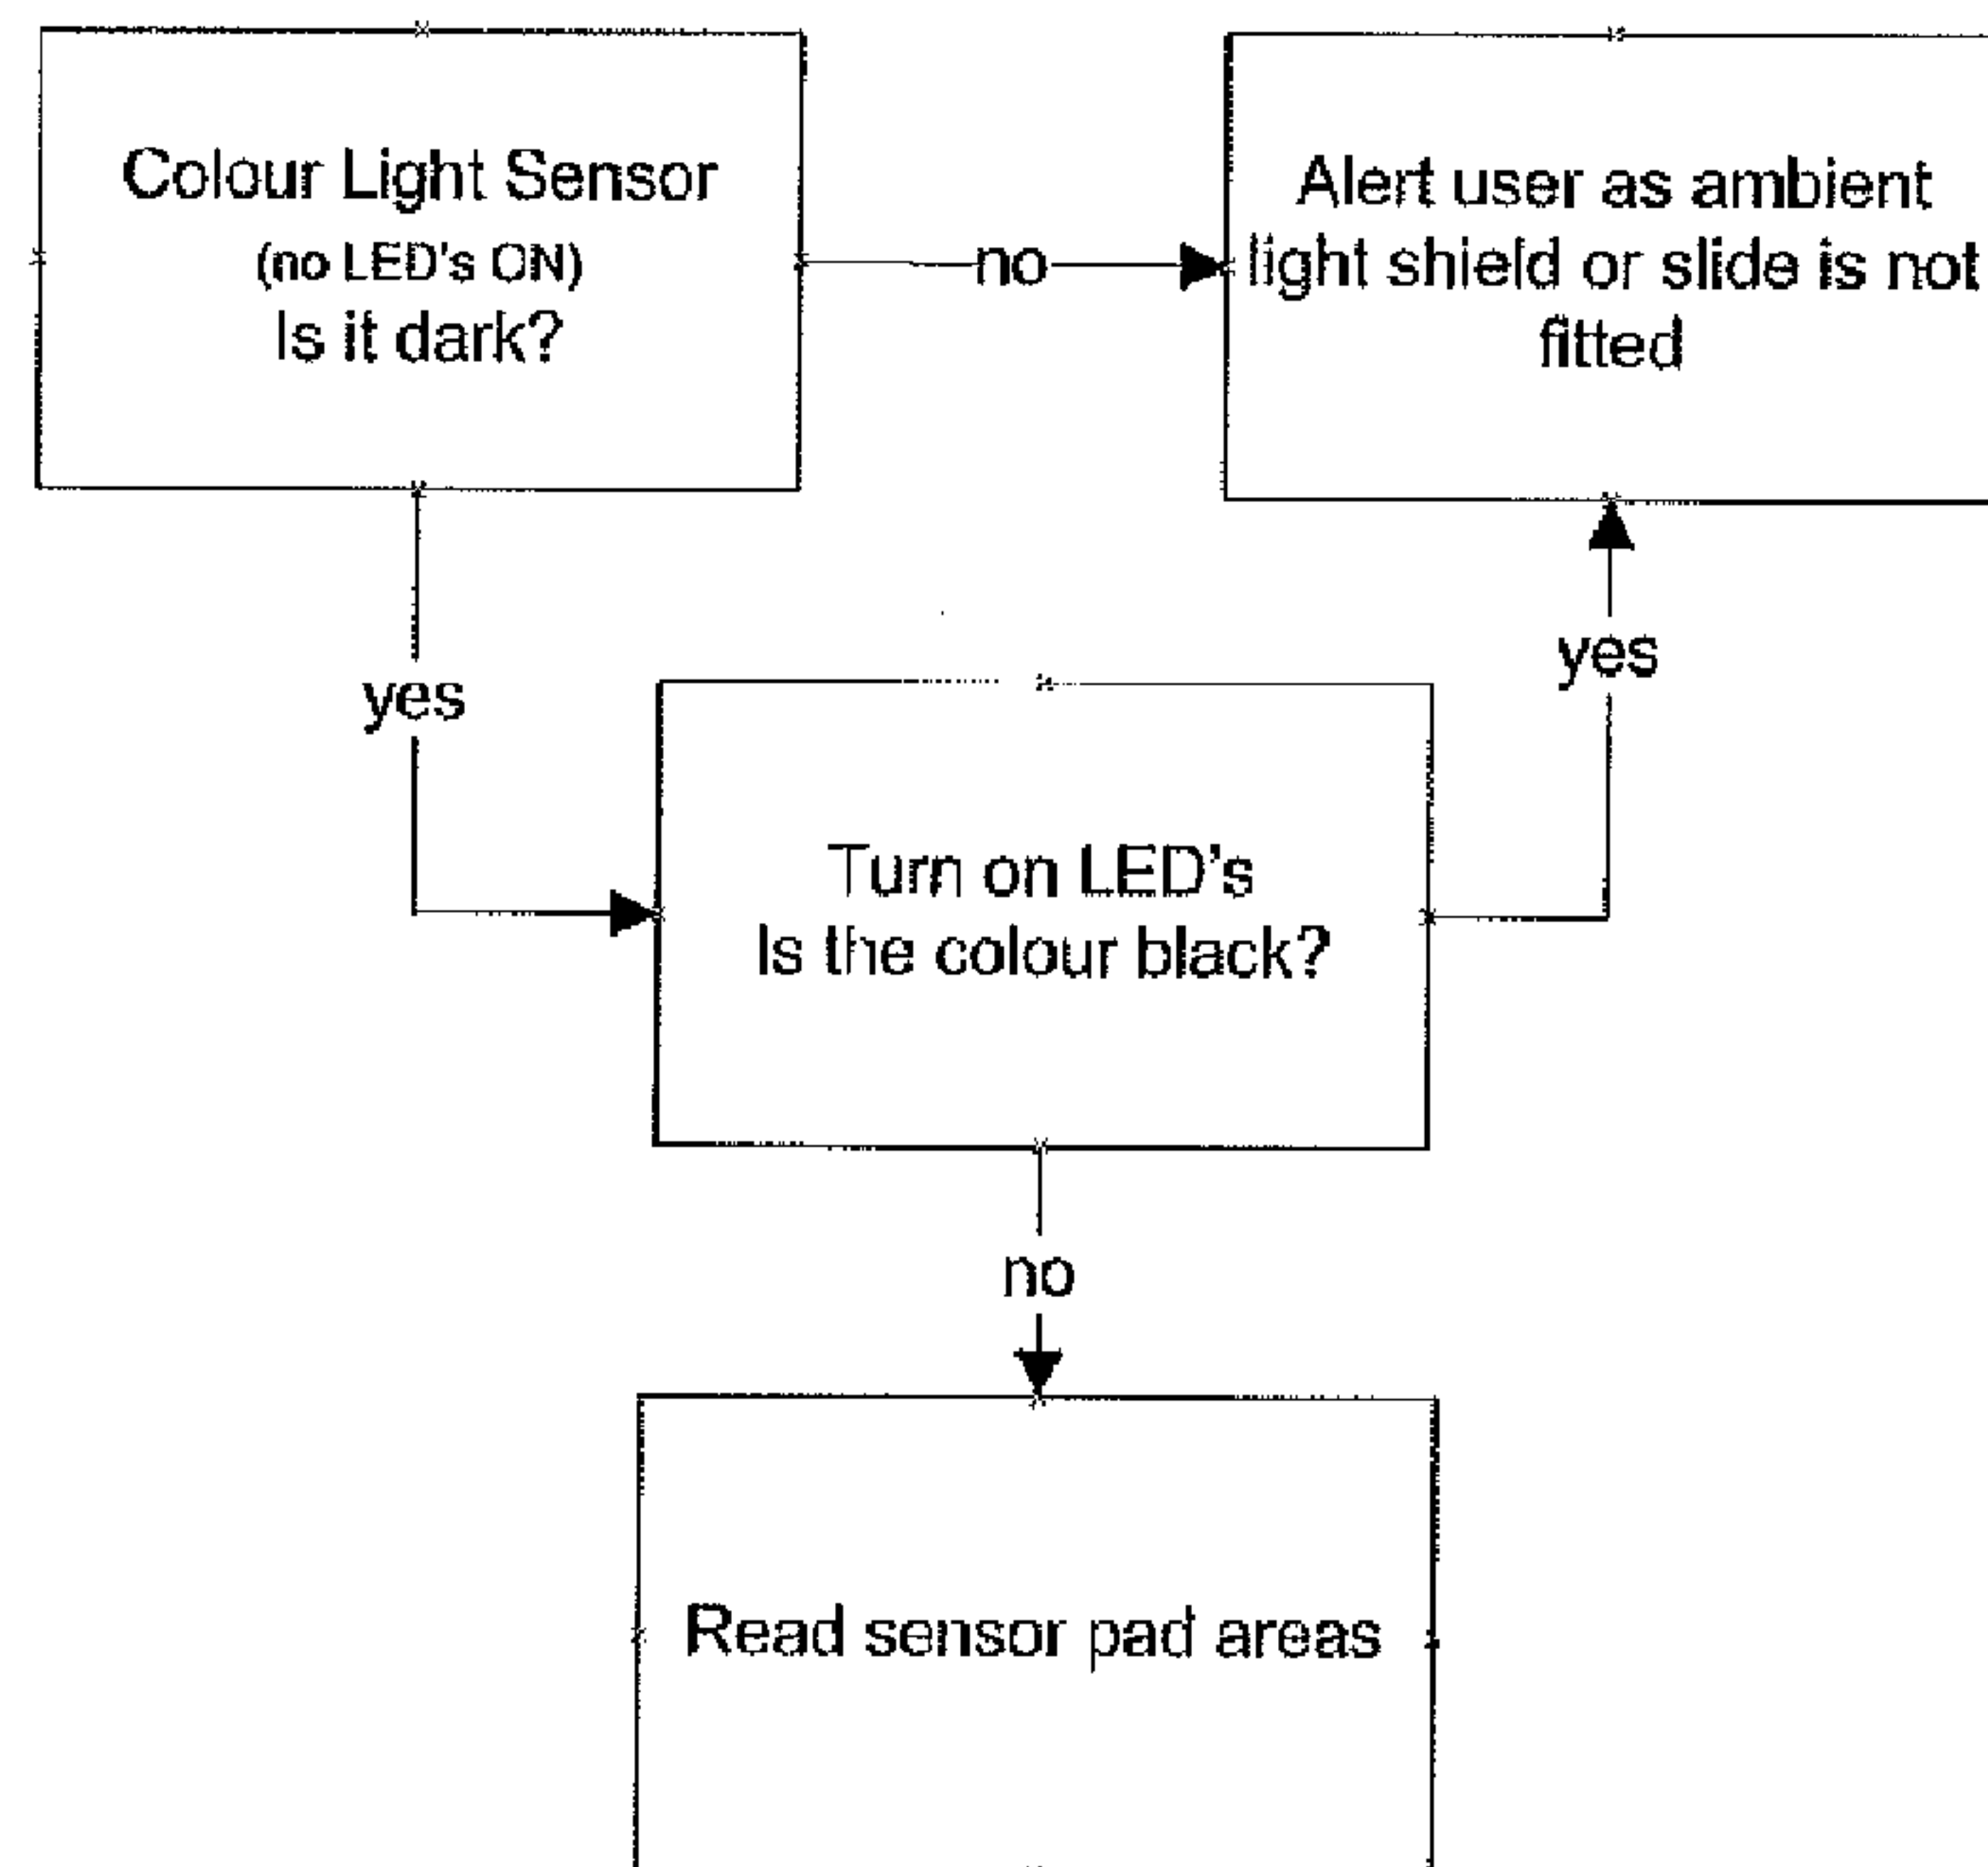 Colour Light Sensor
(no LED's ON)
Is it dark?
no
Alert user as ambient
light shield or slide is not
fitted
yes
yes
Turn on LED's
Is the colour black?
no
Read sensor pad areas